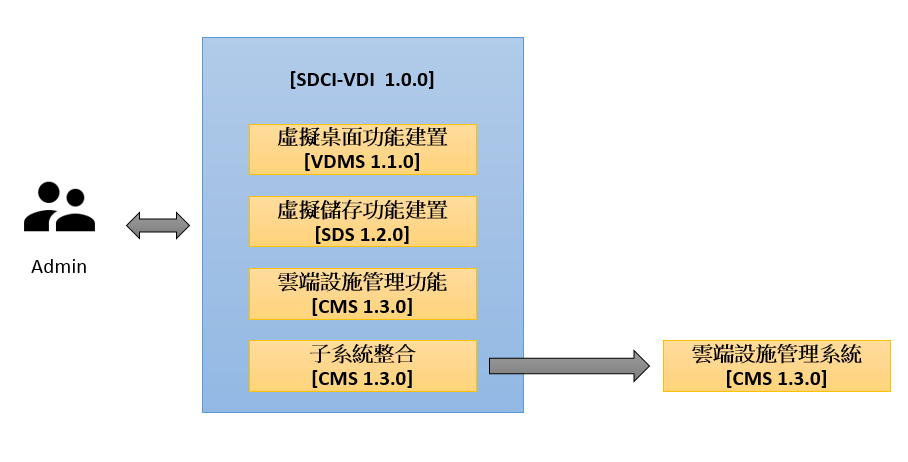 [SDCI-VDI  1.0.0]
虛擬桌面功能建置
[VDMS 1.1.0]
虛擬儲存功能建置
[SDS 1.2.0]
Admin
雲端設施管理功能
[CMS 1.3.0]
子系統整合
[CMS 1.3.0]
雲端設施管理系統
[CMS 1.3.0]